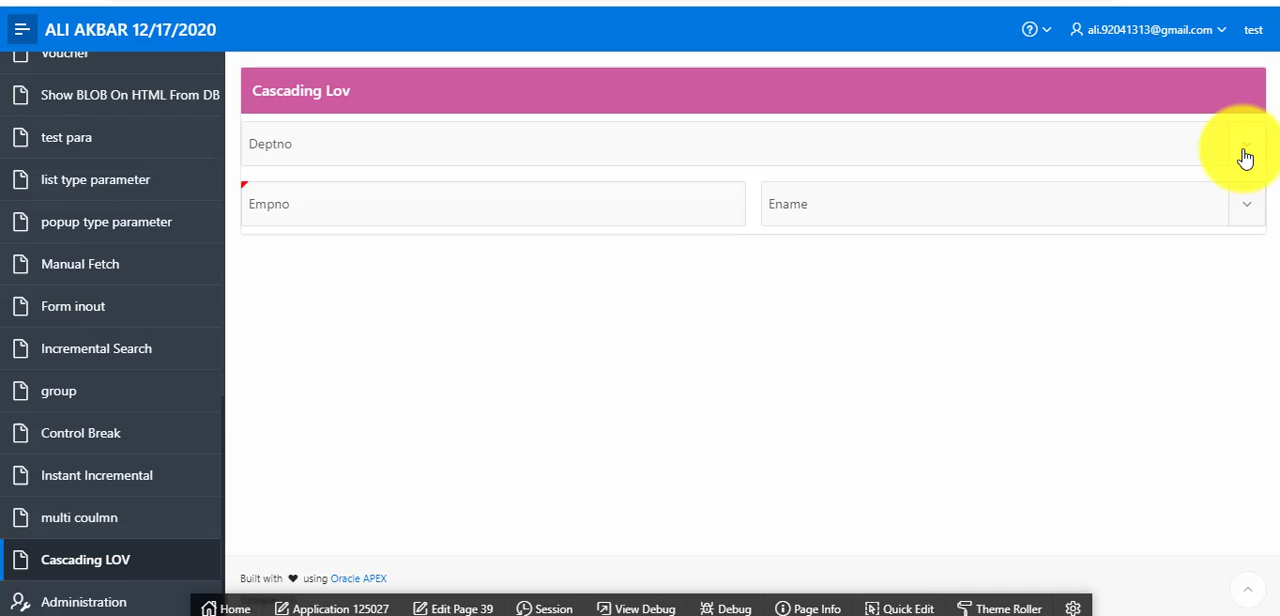 ALI AKBAR 12/17/2020
ali.92041313@gmail.com
test
Voucher
Show BLOB On HTML From DB
test para
list type parameter
popup type parameter
Manual Fetch
Form inout
Incremental Search
group
Control Break
Instant Incremental
multi coulmn
Cascading LOV
Administration
Cascading Lov
Deptno
Empno
Ename
Built with ♥ using Oracle APEX
Home
Application 125027
Edit Page 39
Session
View Debug
Debug
Page Info
Quick Edit
Theme Roller